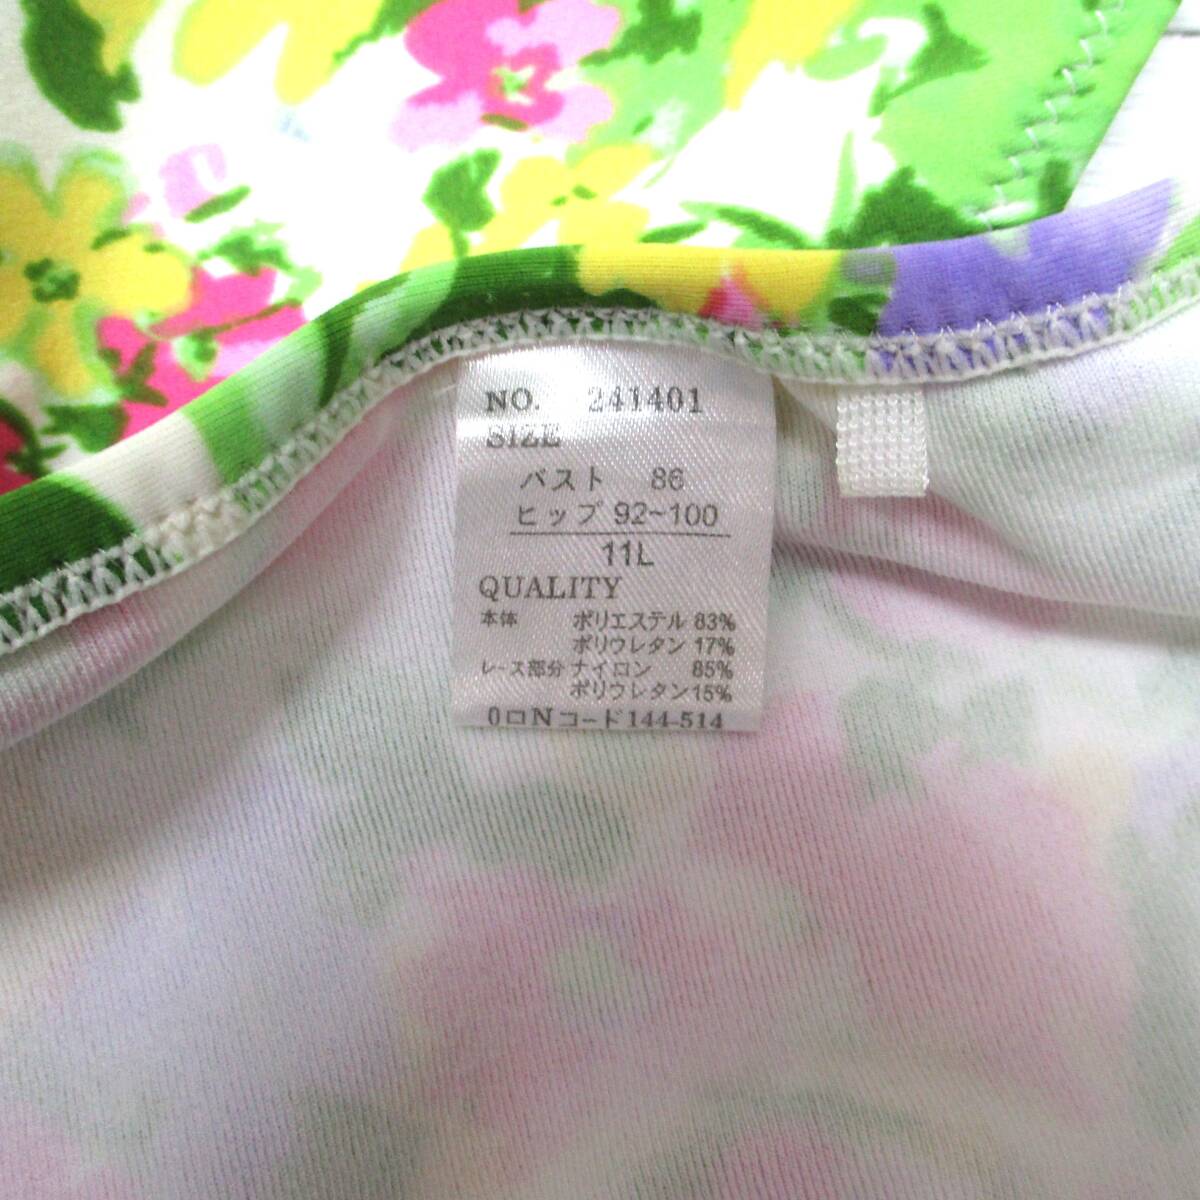 NO. 241401
SIZE
バスト 86
ヒップ 92~100
11L
QUALITY
本体 ポリエステル 83%
ポリウレタン 17%
レース部分 ナイロン 85%
ポリウレタン 15%
0ロNコード144-514